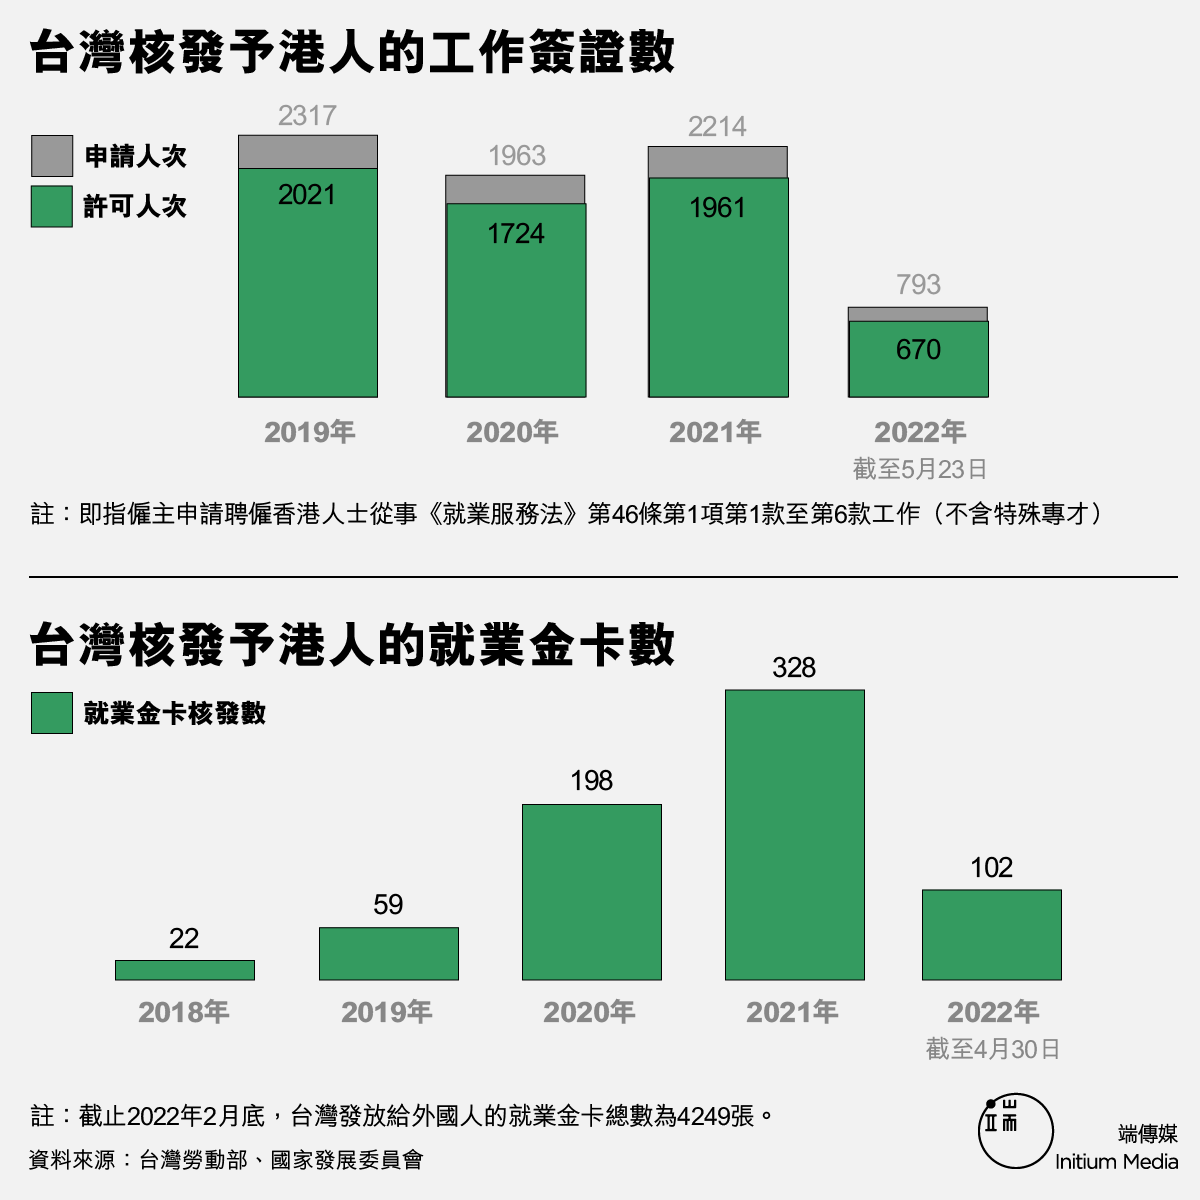 台灣核發予港人的工作簽證數
申請人次
許可人次
2317
2021
1963
1724
2214
1961
793
670
2019年
2020年
2021年
2022年
截至5月23日
註：即指僱主申請聘僱香港人士從事《就業服務法》第46條第1項第1款至第6款工作（不含特殊專才）
台灣核發予港人的就業金卡數
就業金卡核發數
22
59
198
328
102
2018年
2019年
2020年
2021年
2022年
截至4月30日
註：截止2022年2月底，台灣發放給外國人的就業金卡總數為4249張。
資料來源：台灣勞動部、國家發展委員會
端傳媒
Initium Media